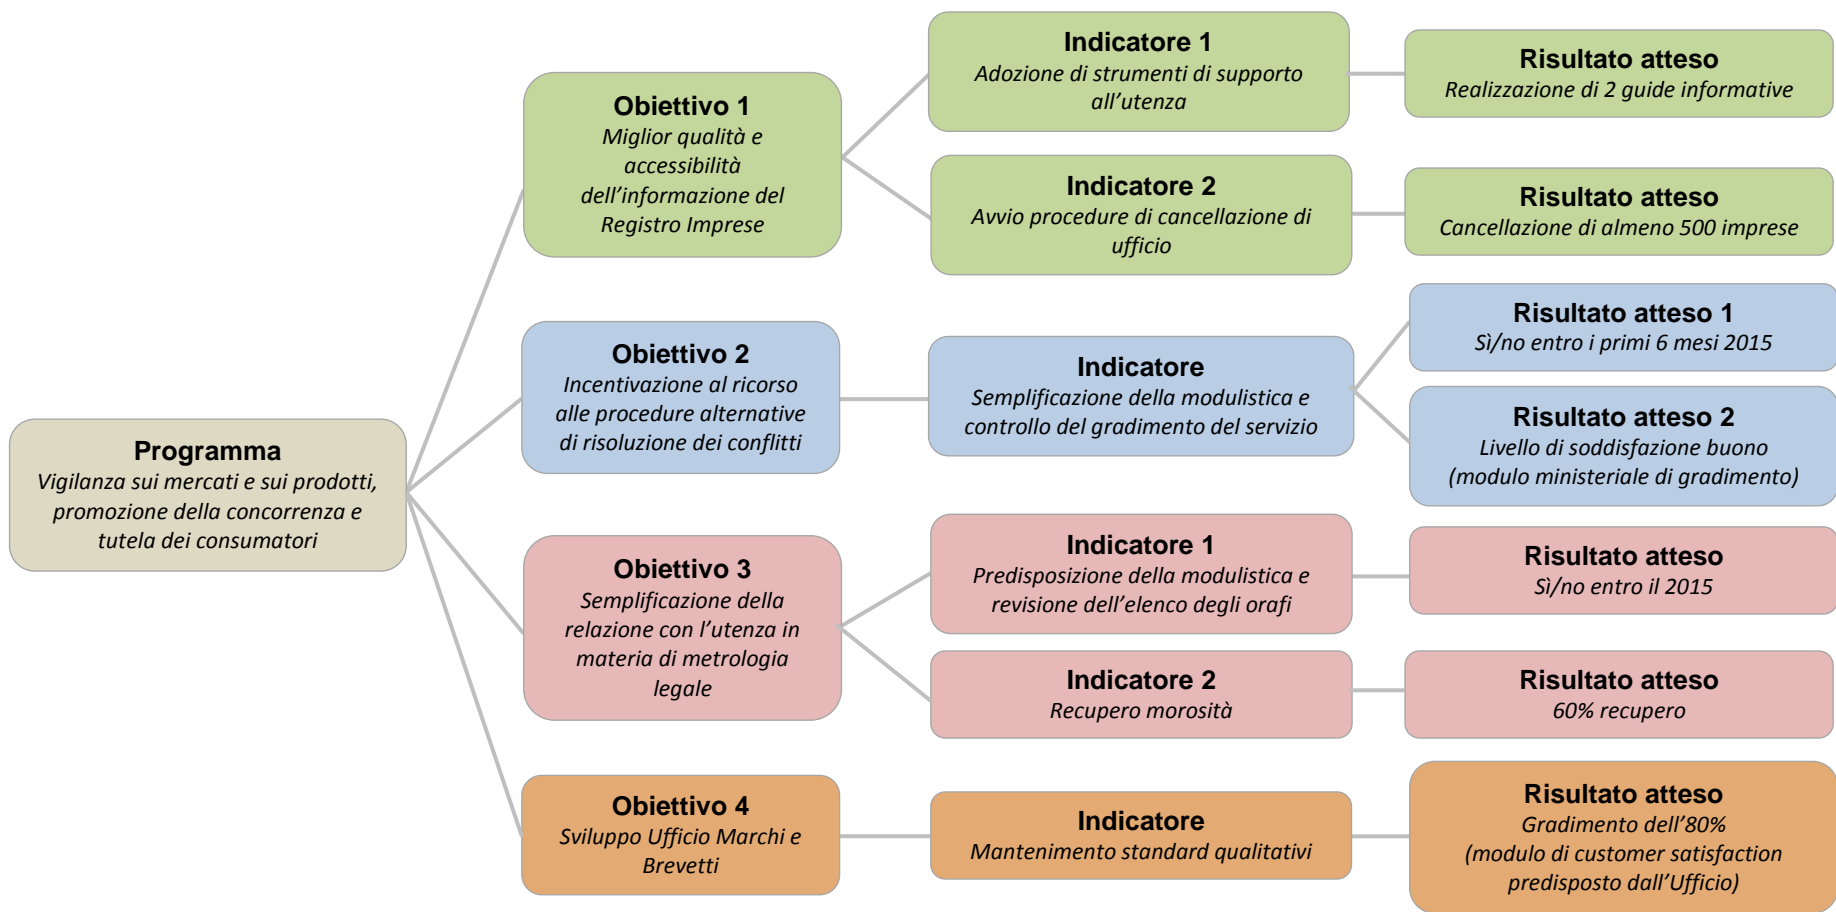 Programma
Vigilanza sui mercati e sui prodotti,
promozione della concorrenza e
tutela dei consumatori
Obiettivo 1
Miglior qualità e
accessibilità
dell’informazione del
Registro Imprese
Indicatore 1
Adozione di strumenti di supporto
all’utenza
Risultato atteso
Realizzazione di 2 guide informative
Indicatore 2
Avvio procedure di cancellazione di
ufficio
Risultato atteso
Cancellazione di almeno 500 imprese
Obiettivo 2
Incentivazione al ricorso
alle procedure alternative
di risoluzione dei conflitti
Indicatore
Semplificazione della modulistica e
controllo del gradimento del servizio
Risultato atteso 1
Sì/no entro i primi 6 mesi 2015
Risultato atteso 2
Livello di soddisfazione buono
(modulo ministeriale di gradimento)
Obiettivo 3
Semplificazione della
relazione con l’utenza in
materia di metrologia
legale
Indicatore 1
Predisposizione della modulistica e
revisione dell’elenco degli orafi
Risultato atteso
Sì/no entro il 2015
Indicatore 2
Recupero morosità
Risultato atteso
60% recupero
Obiettivo 4
Sviluppo Ufficio Marchi e
Brevetti
Indicatore
Mantenimento standard qualitativi
Risultato atteso
Gradimento dell’80%
(modulo di customer satisfaction
predisposto dall’Ufficio)